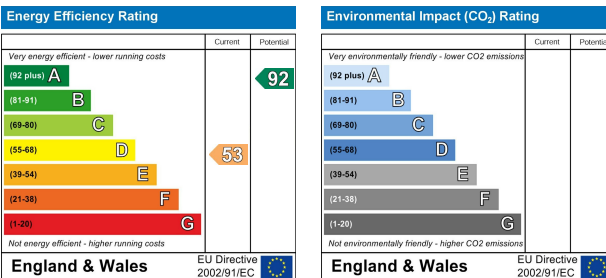 Energy Efficiency Rating
Current Potential
Very energy efficient - lower running costs
(92 plus) A
92
(81-91) B
(69-80) C
(55-68) D
53
(39-54) E
(21-38) F
(1-20) G
Not energy efficient - higher running costs
England & Wales
EU Directive
2002/91/EC
Environmental Impact (CO₂) Rating
Current Potential
Very environmentally friendly - lower CO2 emissions
(92 plus) A
(81-91) B
(69-80) C
(55-68) D
(39-54) E
(21-38) F
(1-20) G
Not environmentally friendly - higher CO2 emissions
England & Wales
EU Directive
2002/91/EC